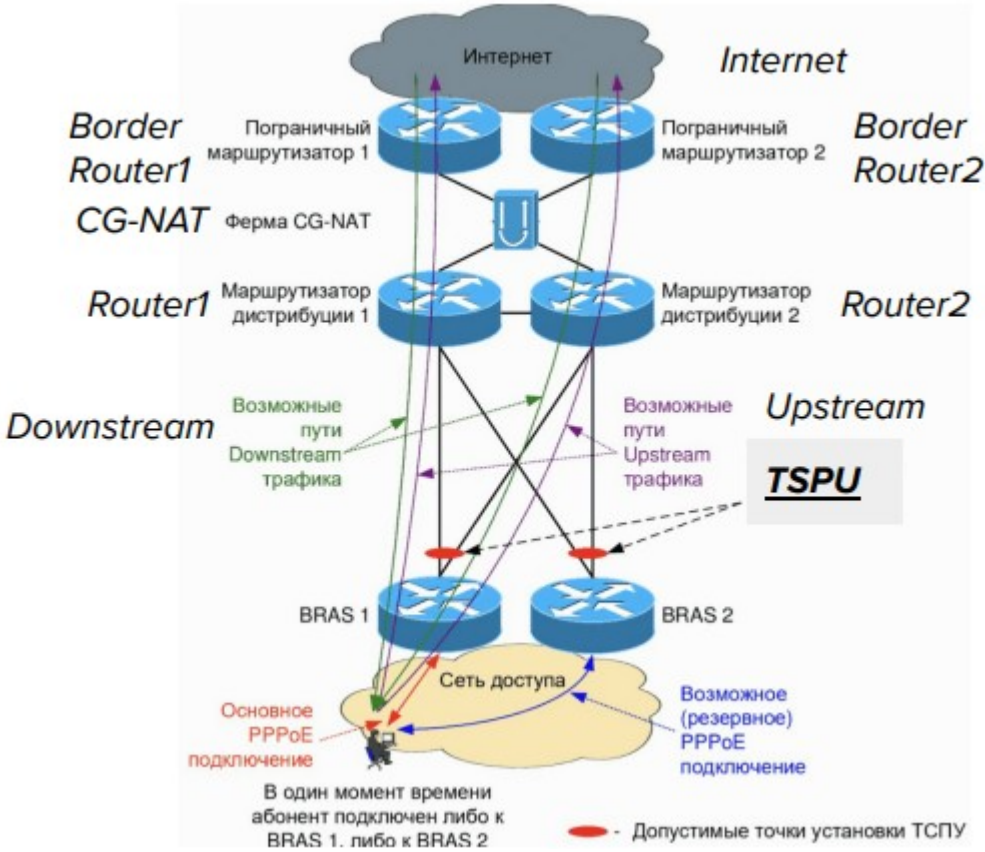 Интернет
Internet
Border
Router1
Пограничный
маршрутизатор 1
Пограничный
маршрутизатор 2
Border
Router2
CG-NAT
Ферма CG-NAT
Router1
Маршрутизатор
дистрибуции 1
Маршрутизатор
дистрибуции 2
Router2
Downstream
Возможные
пути
Downstream
трафика
Возможные
пути
Upstream
трафика
Upstream
TSPU
BRAS 1
BRAS 2
Сеть доступа
Основное
PPPoE
подключение
Возможное
(резервное)
PPPoE
подключение
В один момент времени
абонент подключен либо к
BRAS 1, либо к BRAS 2
- Допустимые точки установки ТСПУ